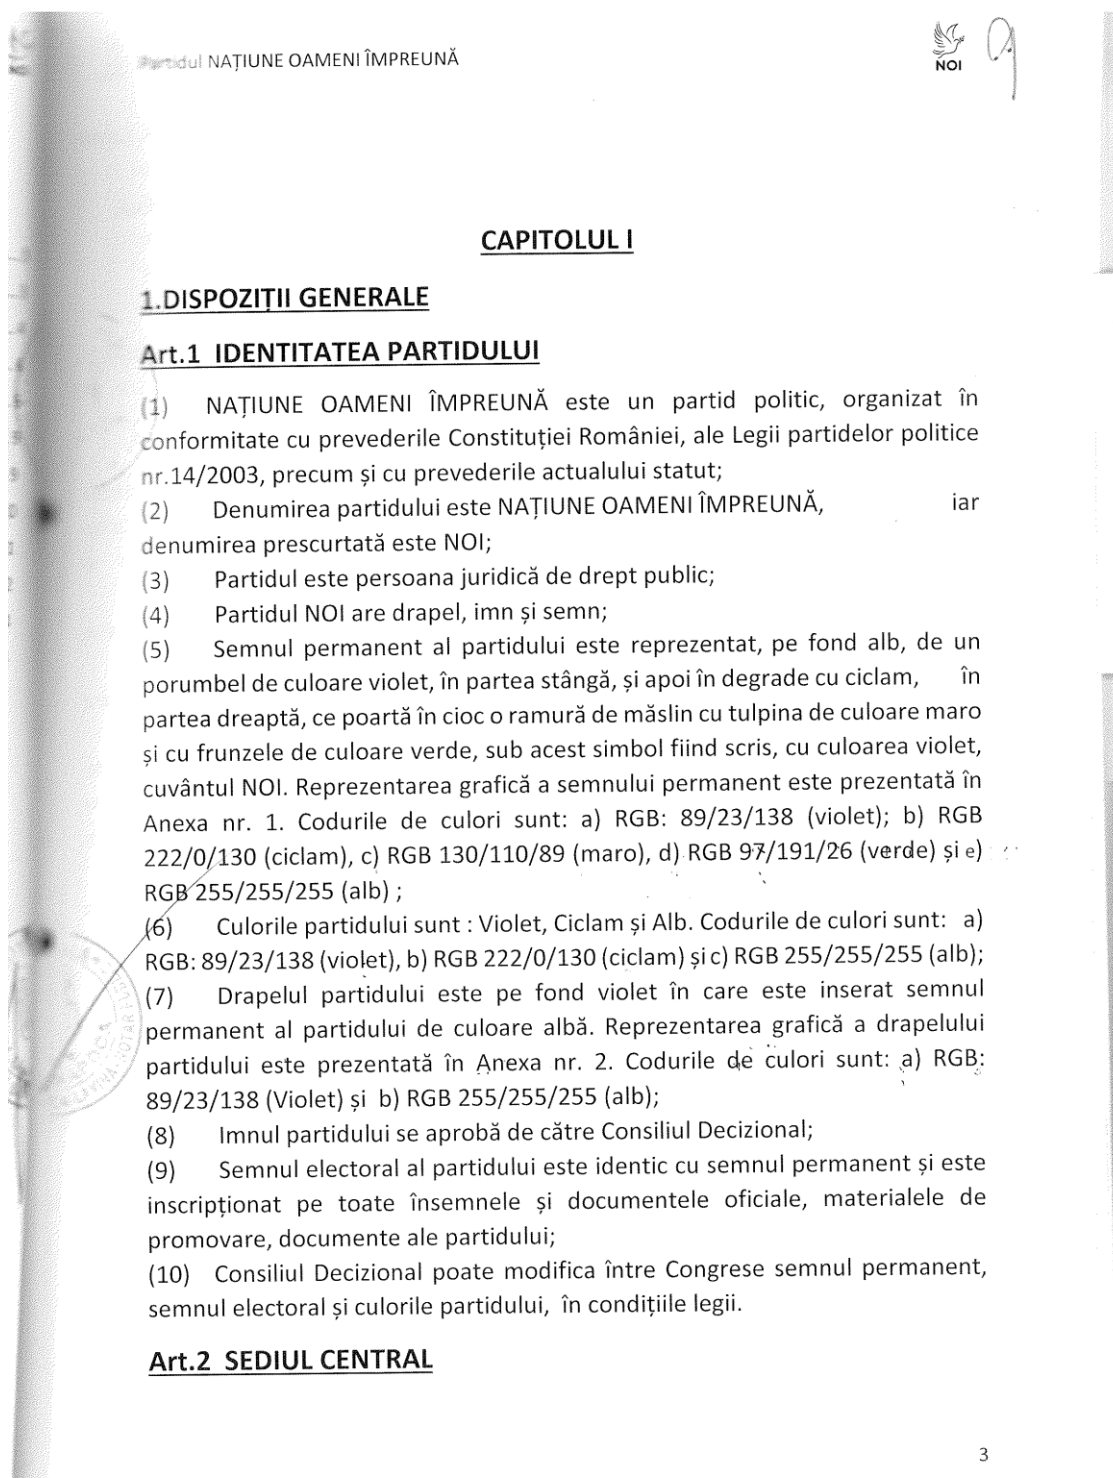 Partidul NAȚIUNE OAMENI ÎMPREUNĂ
NOI
CAPITOLUL I
1.DISPOZIȚII GENERALE
Art.1 IDENTITATEA PARTIDULUI
(1) NAȚIUNE OAMENI ÎMPREUNĂ este un partid politic, organizat în
conformitate cu prevederile Constituției României, ale Legii partidelor politice
nr.14/2003, precum și cu prevederile actualului statut;
(2) Denumirea partidului este NAȚIUNE OAMENI ÎMPREUNĂ, iar
denumirea prescurtată este NOI;
(3) Partidul este persoana juridică de drept public;
(4) Partidul NOI are drapel, imn și semn;
(5) Semnul permanent al partidului este reprezentat, pe fond alb, de un
porumbel de culoare violet, în partea stângă, și apoi în degrade cu ciclam, în
partea dreaptă, ce poartă în cioc o ramură de măslin cu tulpina de culoare maro
și cu frunzele de culoare verde, sub acest simbol fiind scris, cu culoarea violet,
cuvântul NOI. Reprezentarea grafică a semnului permanent este prezentată în
Anexa nr. 1. Codurile de culori sunt: a) RGB: 89/23/138 (violet); b) RGB
222/0/130 (ciclam), c) RGB 130/110/89 (maro), d) RGB 97/191/26 (verde) și e)
RGB 255/255/255 (alb) ;
(6) Culorile partidului sunt : Violet, Ciclam și Alb. Codurile de culori sunt: a)
RGB: 89/23/138 (violet), b) RGB 222/0/130 (ciclam) și c) RGB 255/255/255 (alb);
(7) Drapelul partidului este pe fond violet în care este inserat semnul
permanent al partidului de culoare albă. Reprezentarea grafică a drapelului
partidului este prezentată în Anexa nr. 2. Codurile de culori sunt: a) RGB:
89/23/138 (Violet) și b) RGB 255/255/255 (alb);
(8) Imnul partidului se aprobă de către Consiliul Decizional;
(9) Semnul electoral al partidului este identic cu semnul permanent și este
inscripționat pe toate însemnele și documentele oficiale, materialele de
promovare, documente ale partidului;
(10) Consiliul Decizional poate modifica între Congrese semnul permanent,
semnul electoral și culorile partidului, în condițiile legii.
Art.2 SEDIUL CENTRAL
3